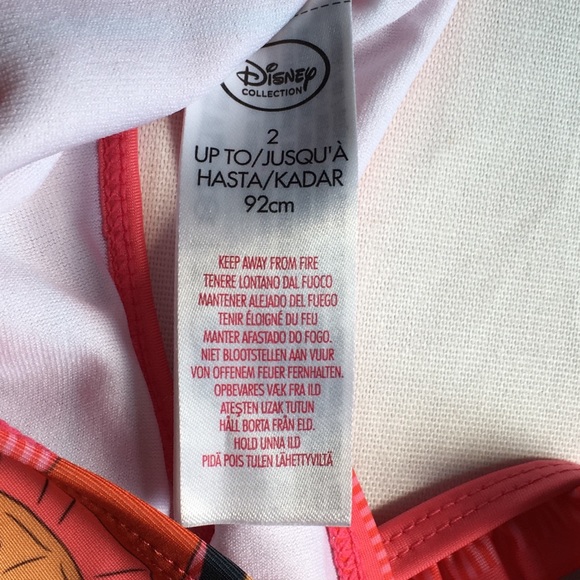 Disney
COLLECTION
2
UP TO/JUSQU'À
HASTA/KADAR
92cm
KEEP AWAY FROM FIRE
TENERE LONTANO DAL FUOCO
MANTENER ALEJADO DEL FUEGO
TENIR ÉLOIGNÉ DU FEU
MANTER AFASTADO DO FOGO.
NIET BLOOTSTELLEN AAN VUUR
VON OFFENEM FEUER FERNHALTEN.
OPBEVARES VÆK FRA ILD
ATEŞTEN UZAK TUTUN
HÅLL BORTA FRÅN ELD.
HOLD UNNA ILD
PIDÄ POIS TULEN LÄHETTYVILTÄ